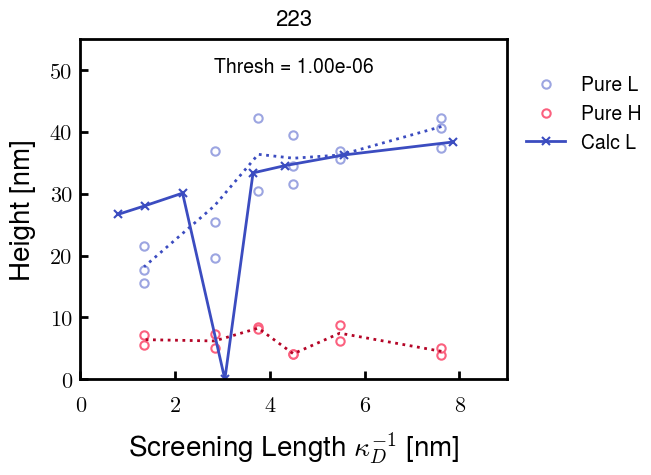 223
Thresh = 1.00e-06
50
40
30
20
10
0
Height [nm]
0 2 4 6 8
Screening Length κ_D^{-1} [nm]
Pure L
Pure H
Calc L